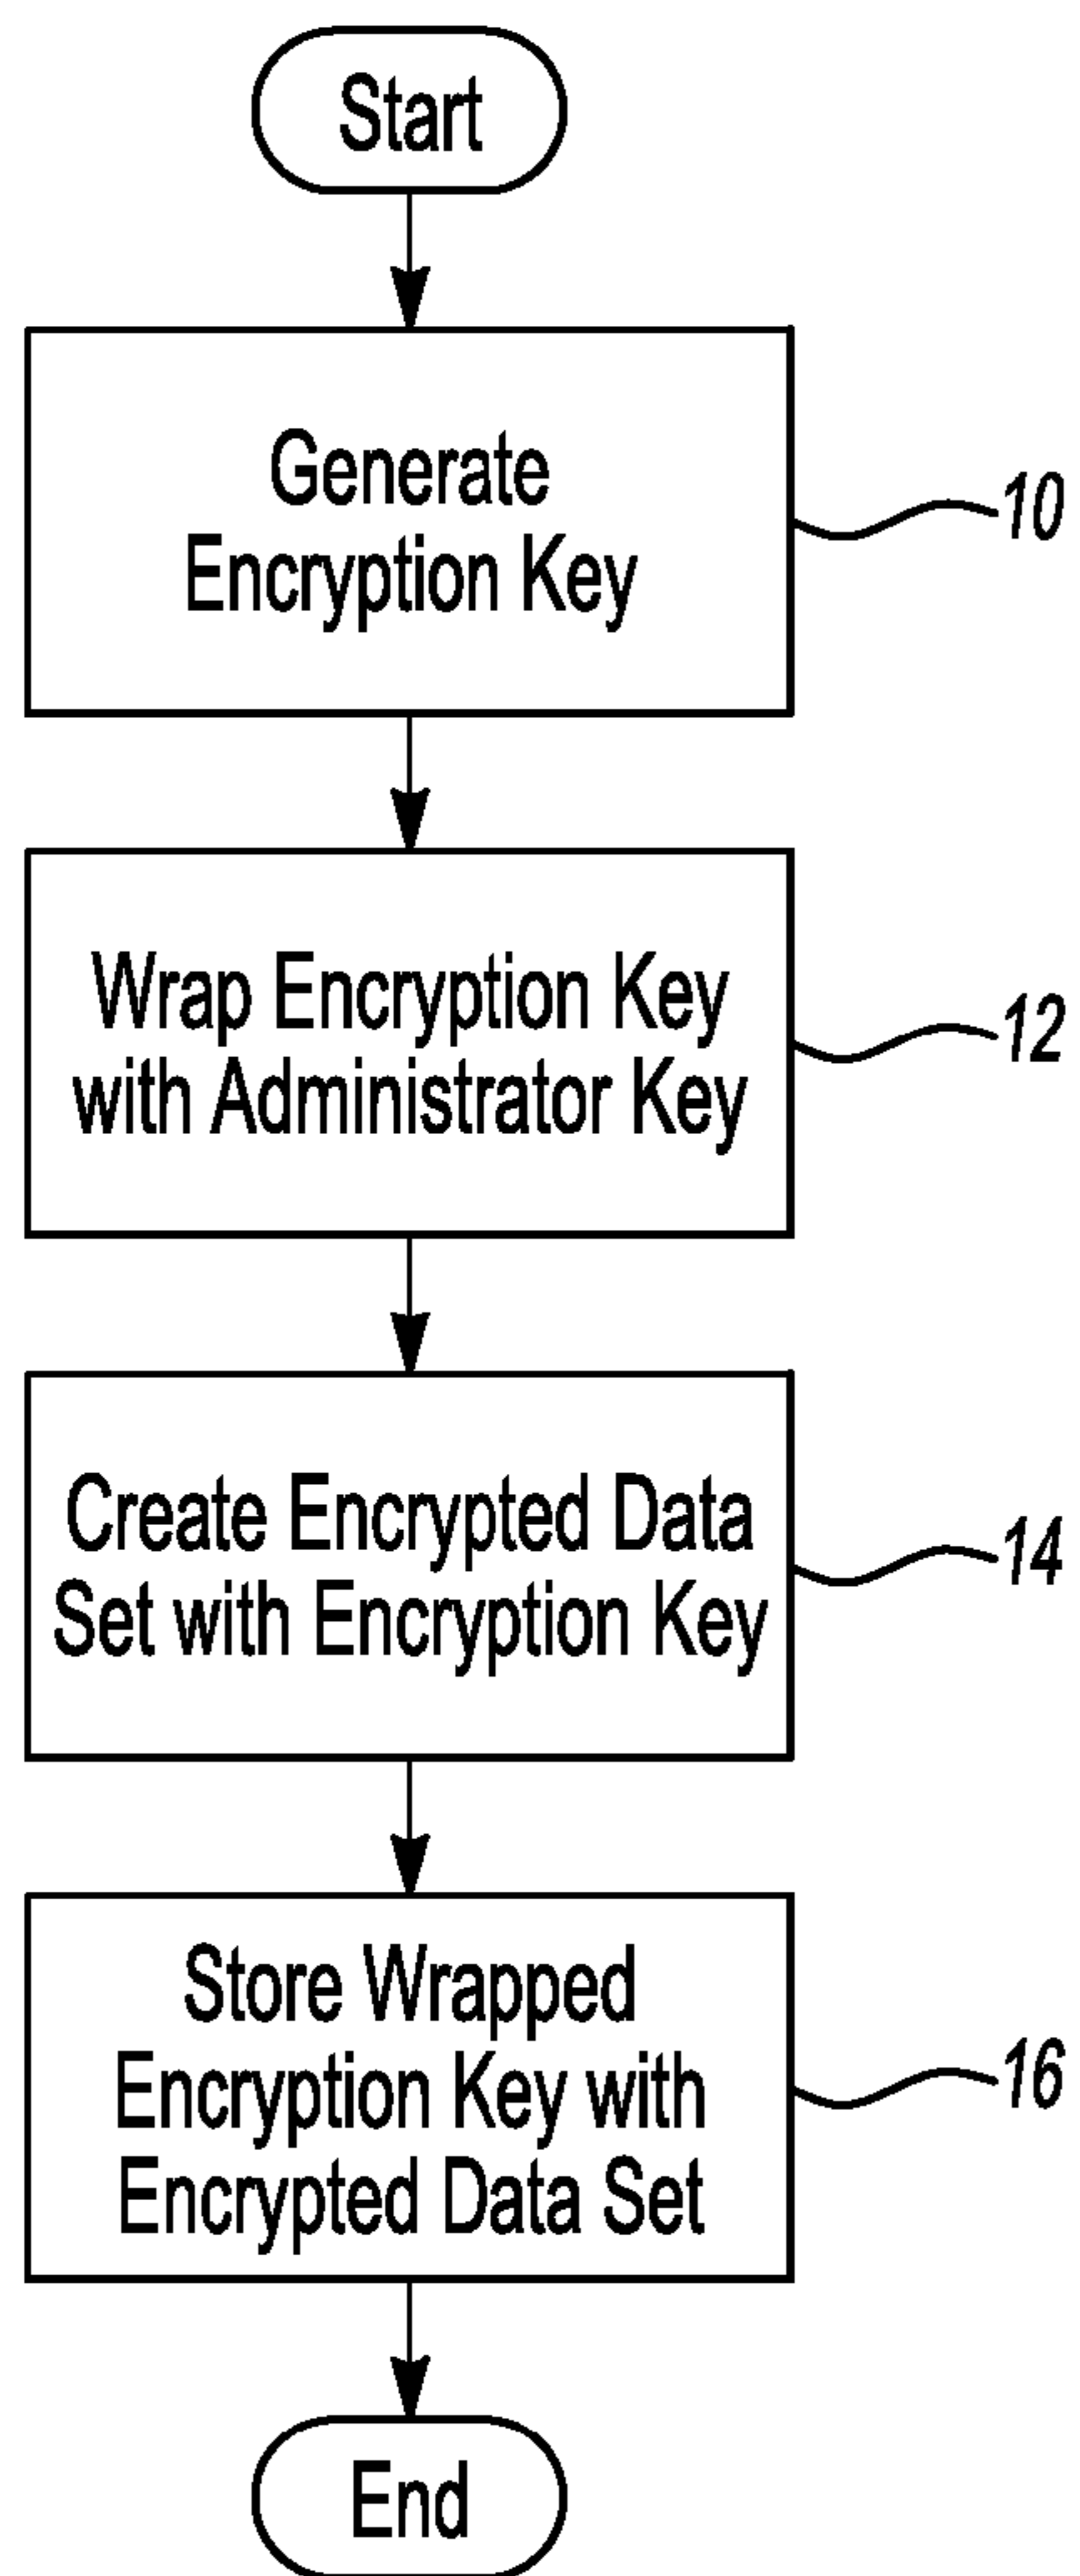 Start
Generate
Encryption Key
10
Wrap Encryption Key
with Administrator Key
12
Create Encrypted Data
Set with Encryption Key
14
Store Wrapped
Encryption Key with
Encrypted Data Set
16
End